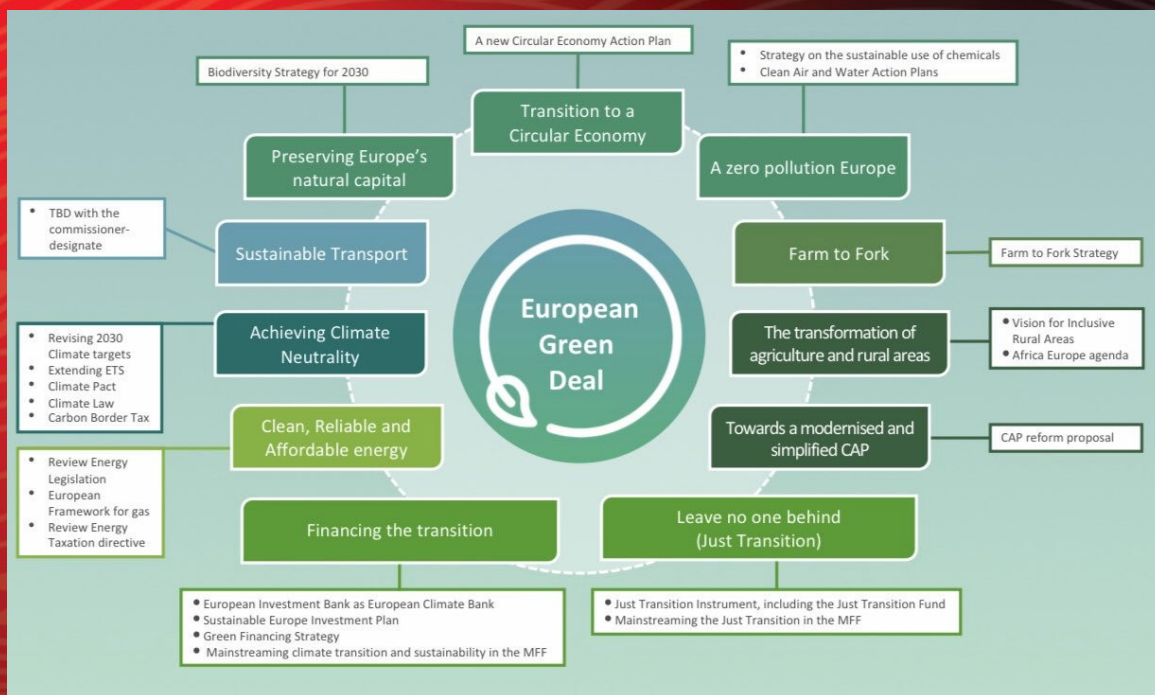 A new Circular Economy Action Plan
Biodiversity Strategy for 2030
• Strategy on the sustainable use of chemicals
• Clean Air and Water Action Plans
Transition to a
Circular Economy
Preserving Europe's
natural capital
A zero pollution Europe
• TBD with the
commissioner-
designate
Sustainable Transport
Farm to Fork
Farm to Fork Strategy
European
Green
Deal
• Revising 2030
Climate targets
• Extending ETS
• Climate Pact
• Climate Law
• Carbon Border Tax
Achieving Climate
Neutrality
The transformation of
agriculture and rural areas
• Vision for Inclusive
Rural Areas
• Africa Europe agenda
Clean, Reliable and
Affordable energy
Towards a modernised and
simplified CAP
CAP reform proposal
• Review Energy
Legislation
• European
Framework for gas
• Review Energy
Taxation directive
Financing the transition
Leave no one behind
(Just Transition)
• European Investment Bank as European Climate Bank
• Sustainable Europe Investment Plan
• Green Financing Strategy
• Mainstreaming climate transition and sustainability in the MFF
• Just Transition Instrument, including the Just Transition Fund
• Mainstreaming the Just Transition in the MFF